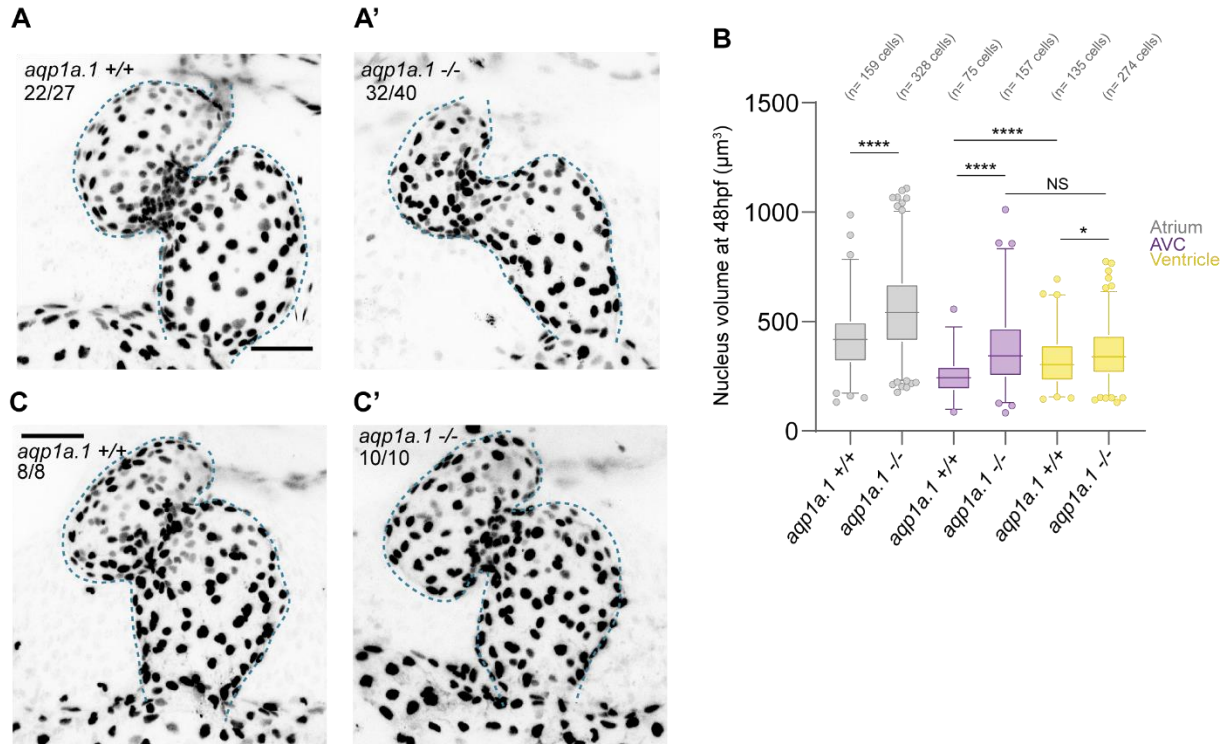 A
aqp1a.1 +/+
22/27
A'
aqp1a.1 -/-
32/40
B
(n= 159 cells)
(n= 328 cells)
(n= 75 cells)
(n= 157 cells)
(n= 135 cells)
(n= 274 cells)
Nucleus volume at 48hpf (µm³)
1500
1000
500
0
****
****
****
NS
*
Atrium
AVC
Ventricle
aqp1a.1 +/+
aqp1a.1 -/-
aqp1a.1 +/+
aqp1a.1 -/-
aqp1a.1 +/+
aqp1a.1 -/-
C
aqp1a.1 +/+
8/8
C'
aqp1a.1 -/-
10/10